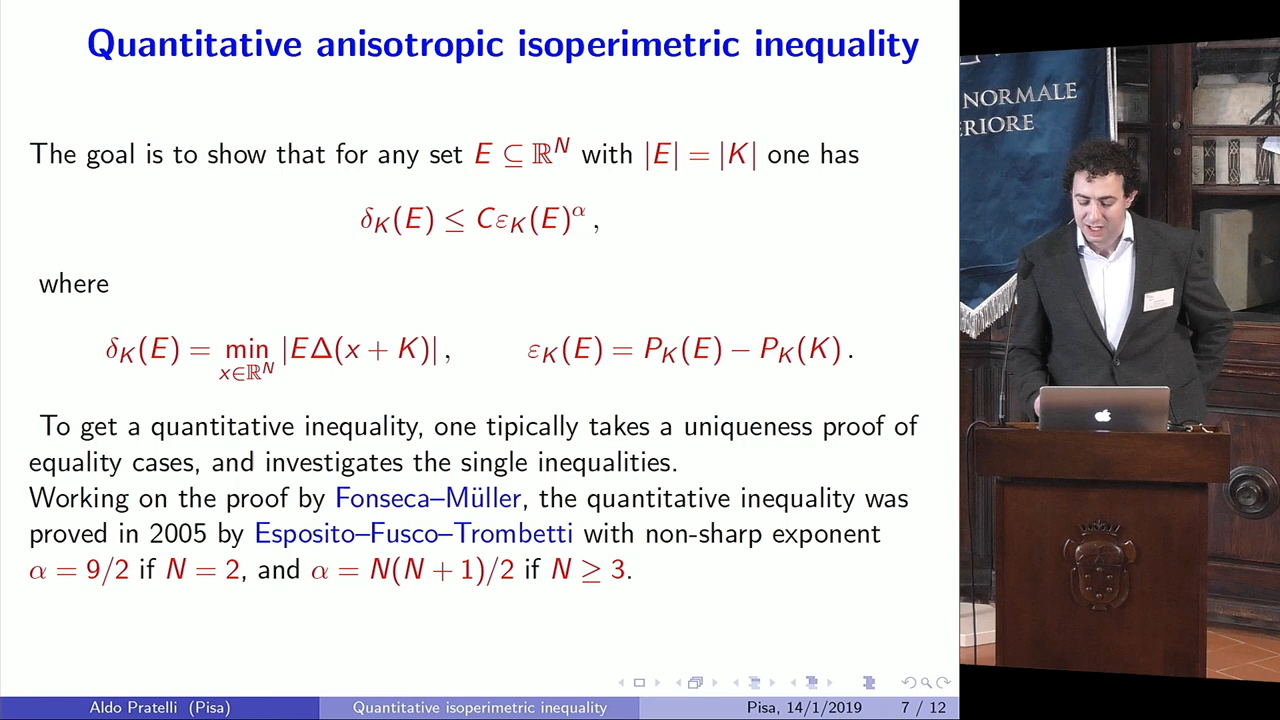 Quantitative anisotropic isoperimetric inequality
The goal is to show that for any set E ⊆ ℝᴺ with |E| = |K| one has
δ_K(E) ≤ Cε_K(E)^α ,
where
δ_K(E) = min_{x∈ℝᴺ} |EΔ(x + K)| , ε_K(E) = P_K(E) − P_K(K) .
To get a quantitative inequality, one tipically takes a uniqueness proof of
equality cases, and investigates the single inequalities.
Working on the proof by Fonseca–Müller, the quantitative inequality was
proved in 2005 by Esposito–Fusco–Trombetti with non-sharp exponent
α = 9/2 if N = 2, and α = N(N + 1)/2 if N ≥ 3.
Aldo Pratelli (Pisa) Quantitative isoperimetric inequality Pisa, 14/1/2019 7 / 12
NORMALE